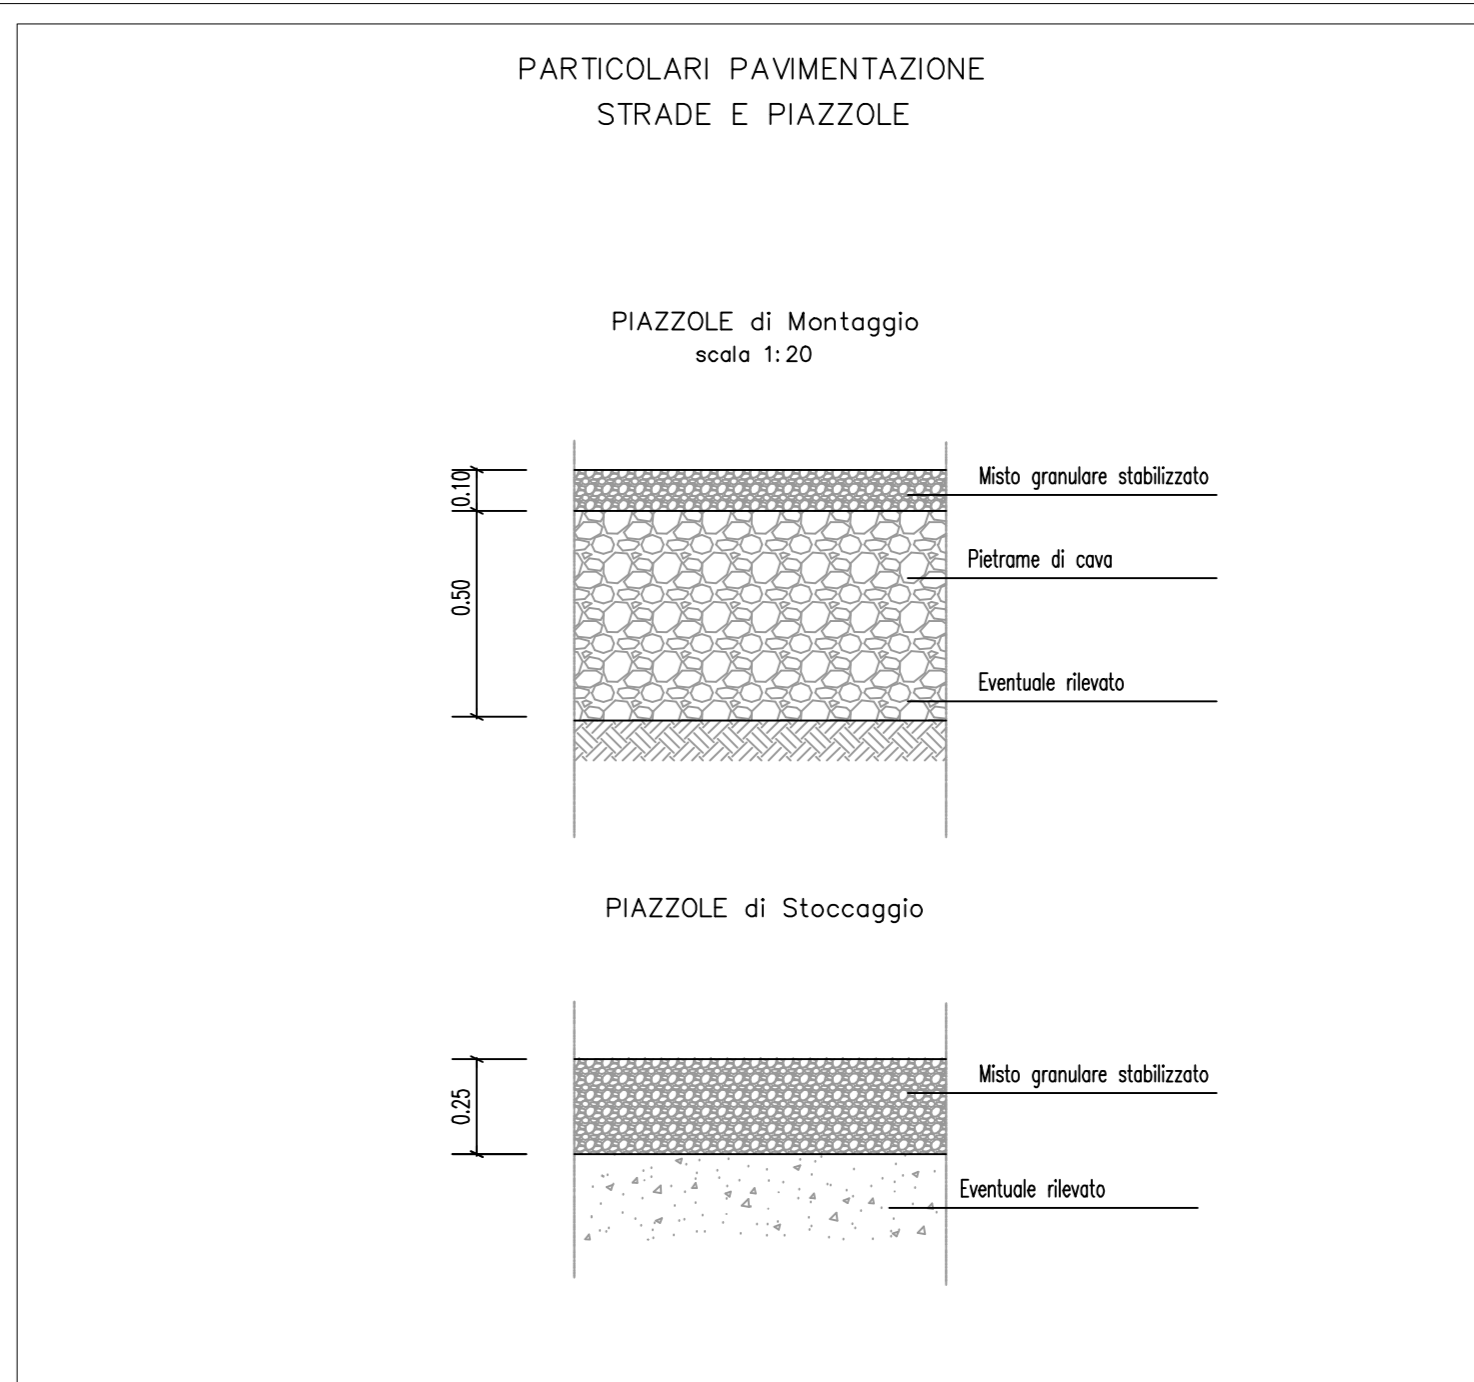 PARTICOLARI PAVIMENTAZIONE
STRADE E PIAZZOLE
PIAZZOLE di Montaggio
scala 1:20
0.10
Misto granulare stabilizzato
Pietrame di cava
0.50
Eventuale rilevato
PIAZZOLE di Stoccaggio
Misto granulare stabilizzato
0.25
Eventuale rilevato